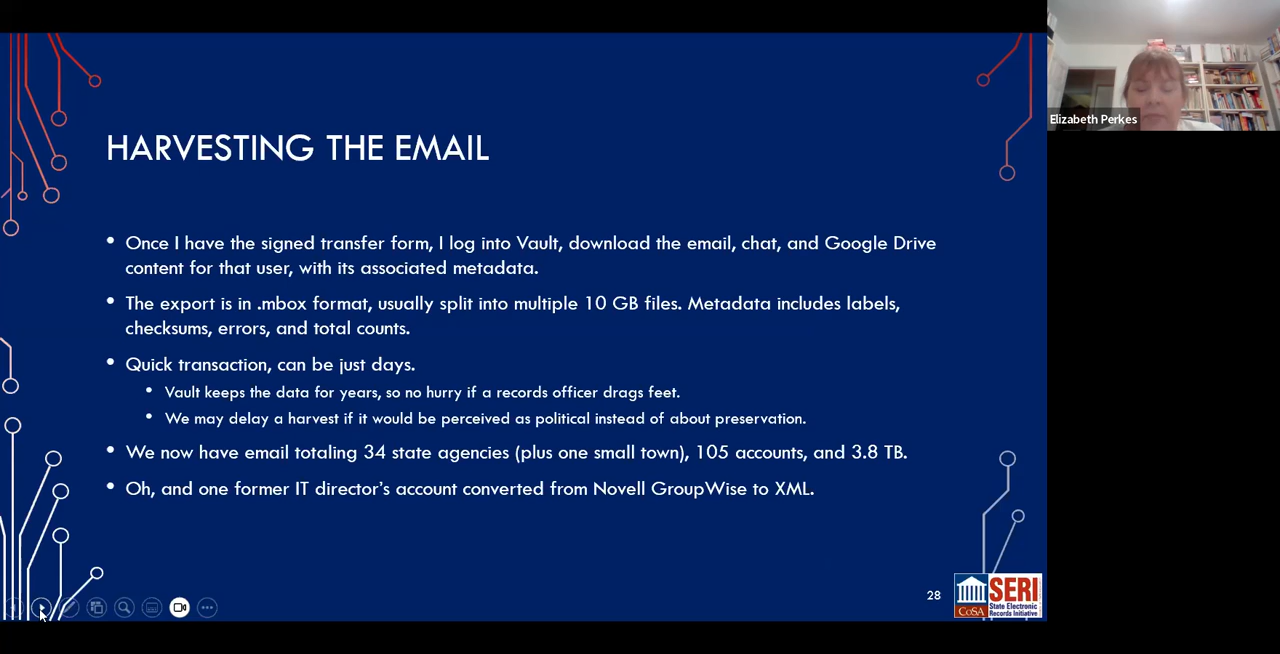 Elizabeth Perkes
HARVESTING THE EMAIL
• Once I have the signed transfer form, I log into Vault, download the email, chat, and Google Drive
content for that user, with its associated metadata.
• The export is in .mbox format, usually split into multiple 10 GB files. Metadata includes labels,
checksums, errors, and total counts.
• Quick transaction, can be just days.
• Vault keeps the data for years, so no hurry if a records officer drags feet.
• We may delay a harvest if it would be perceived as political instead of about preservation.
• We now have email totaling 34 state agencies (plus one small town), 105 accounts, and 3.8 TB.
• Oh, and one former IT director's account converted from Novell GroupWise to XML.
28
CoSA
SERI
State Electronic
Records Initiative